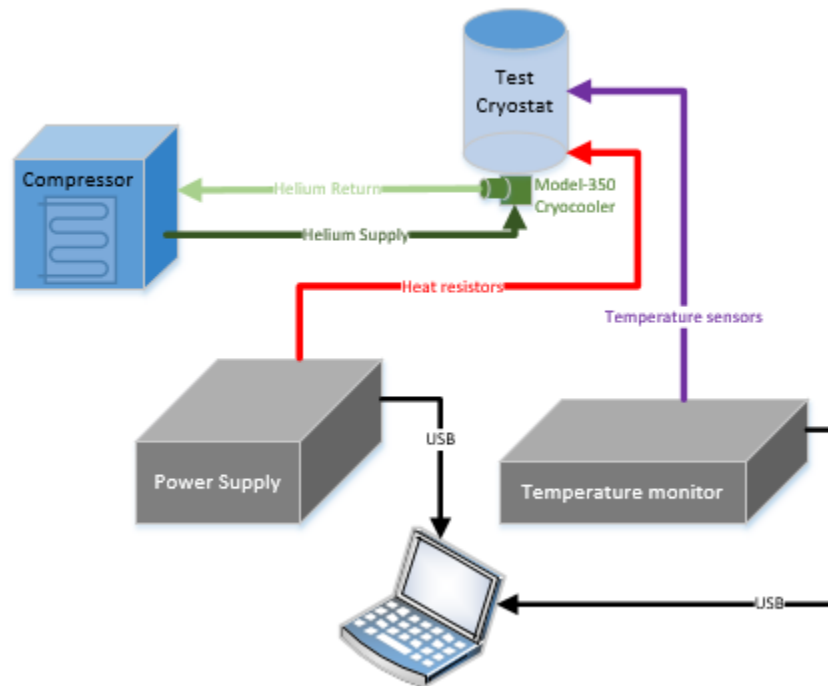 Test
Cryostat
Compressor
Helium Return
Model-350
Cryocooler
Helium Supply
Heat resistors
Temperature sensors
USB
Power Supply
Temperature monitor
USB